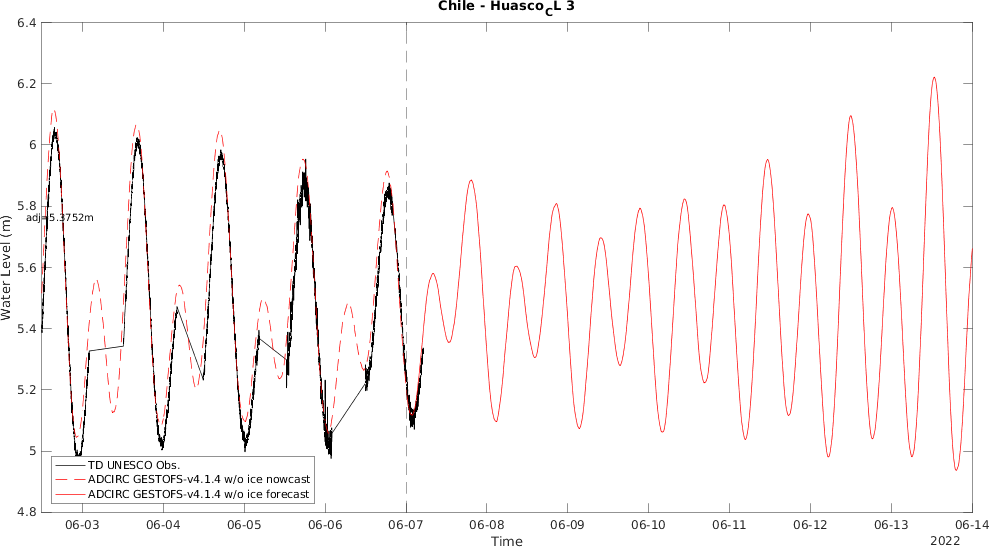 Chile - Huasco_CL 3
6.4
6.2
6
5.8
5.6
5.4
5.2
5
4.8
Water Level (m)
adj=5.3752m
TD UNESCO Obs.
ADCIRC GESTOFS-v4.1.4 w/o ice nowcast
ADCIRC GESTOFS-v4.1.4 w/o ice forecast
06-03 06-04 06-05 06-06 06-07 06-08 06-09 06-10 06-11 06-12 06-13 06-14
Time
2022